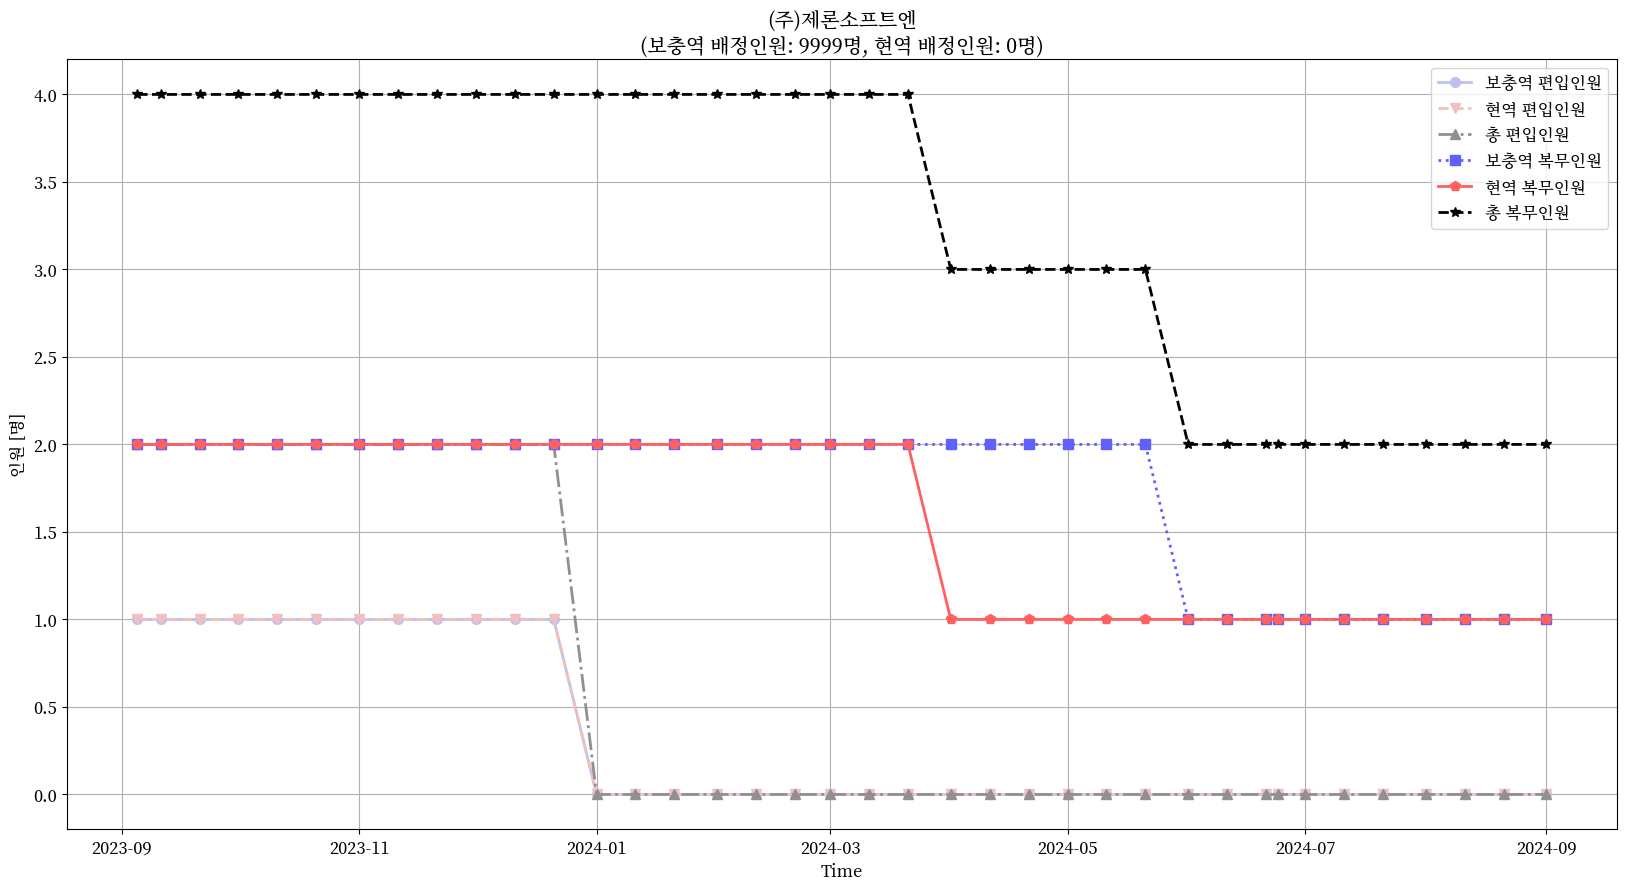 (주)제론소프트엔
(보충역 배정인원: 9999명, 현역 배정인원: 0명)
보충역 편입인원
현역 편입인원
총 편입인원
보충역 복무인원
현역 복무인원
총 복무인원
인원 [명]
4.0
3.5
3.0
2.5
2.0
1.5
1.0
0.5
0.0
2023-09
2023-11
2024-01
2024-03
2024-05
2024-07
2024-09
Time